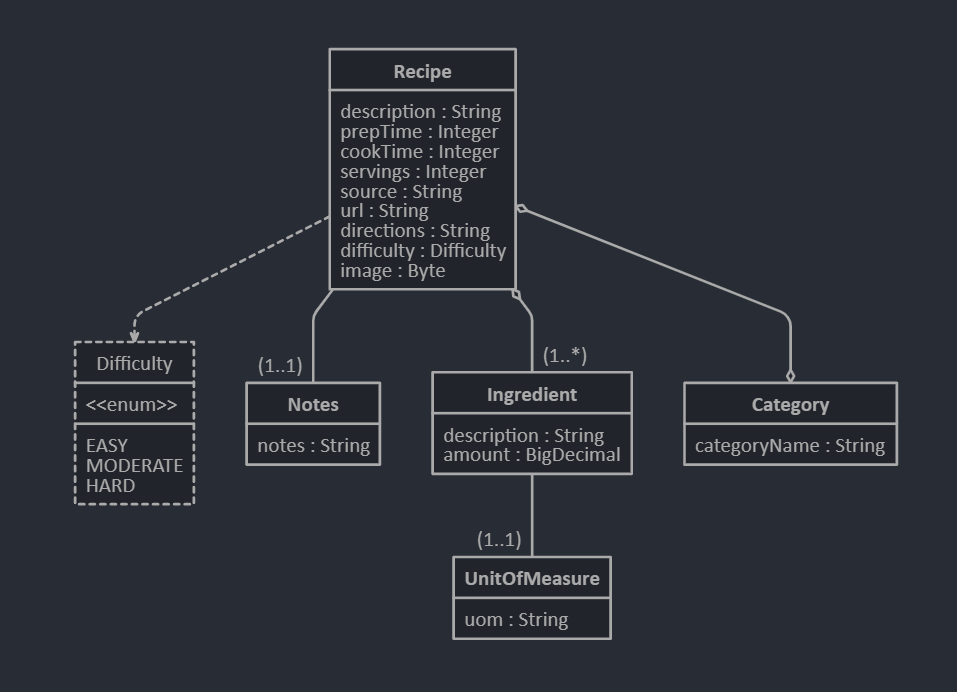 Recipe
description : String
prepTime : Integer
cookTime : Integer
servings : Integer
source : String
url : String
directions : String
difficulty : Difficulty
image : Byte
Difficulty
<<enum>>
EASY
MODERATE
HARD
(1..1)
Notes
notes : String
(1..*)
Ingredient
description : String
amount : BigDecimal
Category
categoryName : String
(1..1)
UnitOfMeasure
uom : String